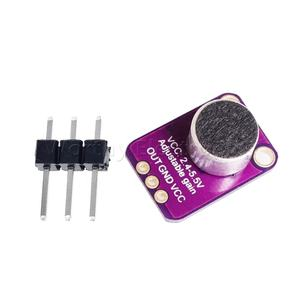 VCC: 2.4-5.5V
Adjustable gain
OUT GND VCC